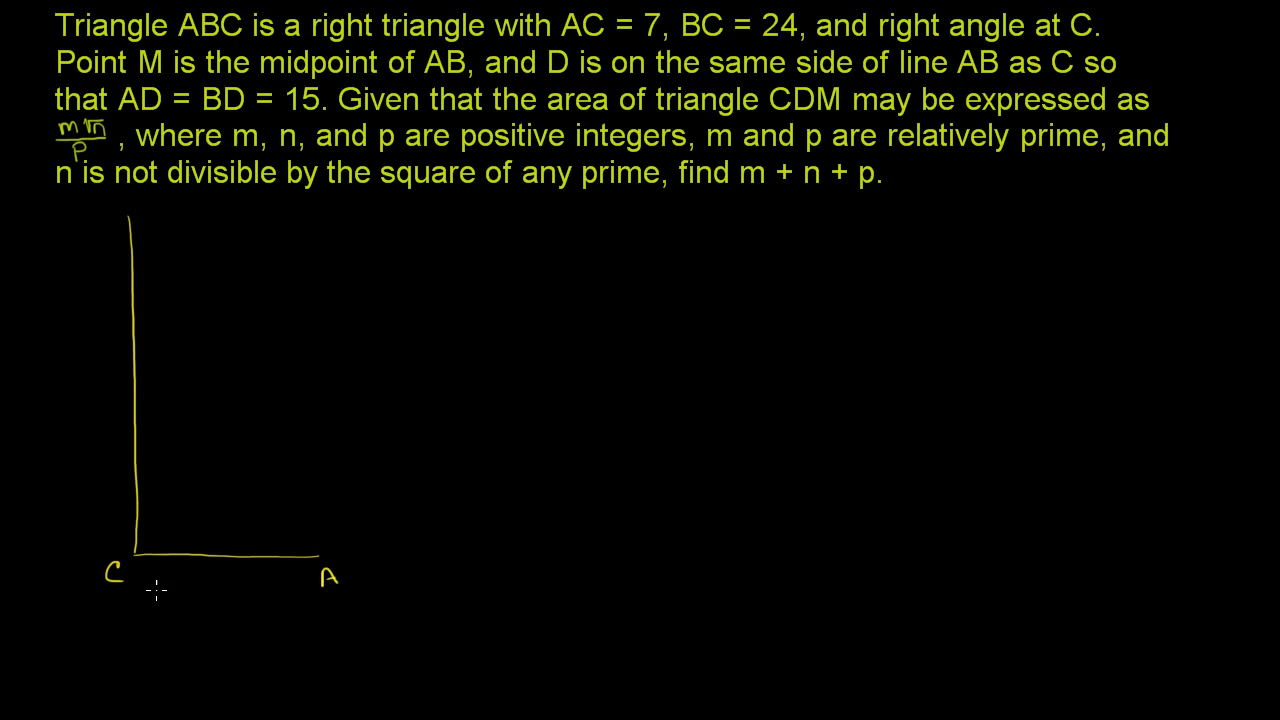 Triangle ABC is a right triangle with AC = 7, BC = 24, and right angle at C.
Point M is the midpoint of AB, and D is on the same side of line AB as C so
that AD = BD = 15. Given that the area of triangle CDM may be expressed as
m√n/p , where m, n, and p are positive integers, m and p are relatively prime, and
n is not divisible by the square of any prime, find m + n + p.
C A